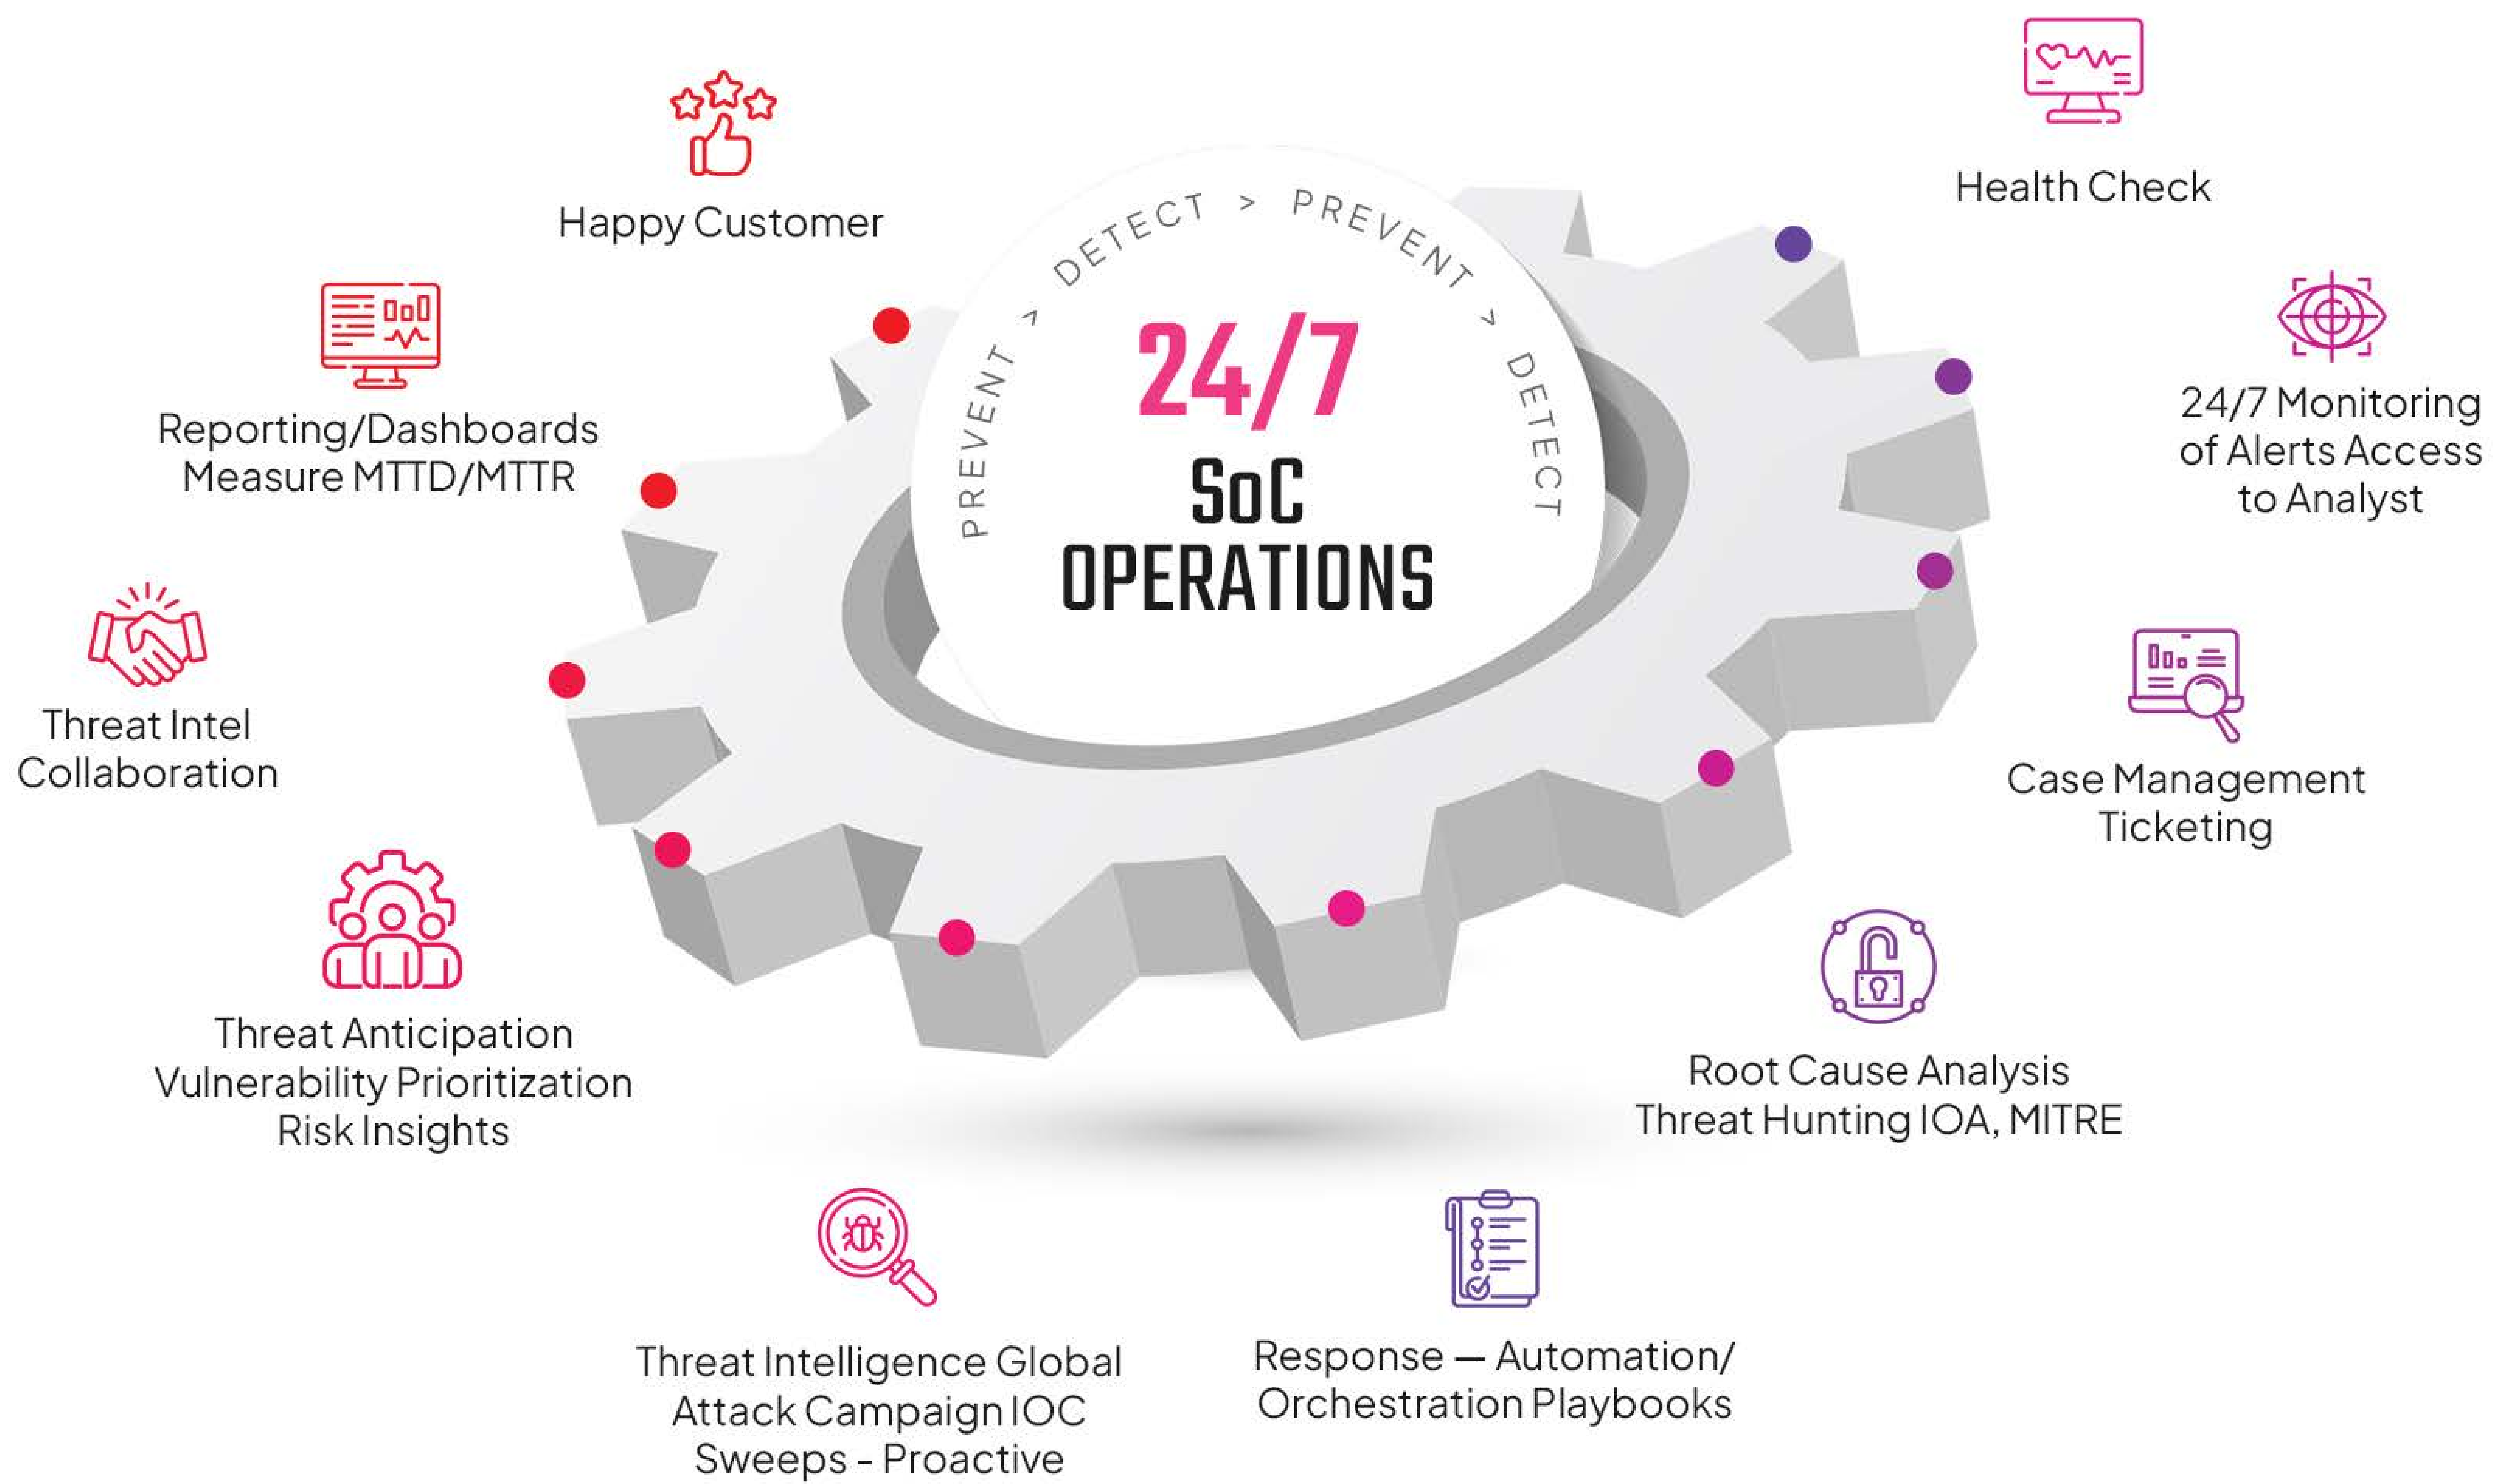 PREVENT > DETECT > PREVENT > DETECT
24/7
SoC
OPERATIONS
Health Check
24/7 Monitoring
of Alerts Access
to Analyst
Case Management
Ticketing
Root Cause Analysis
Threat Hunting IOA, MITRE
Response — Automation/
Orchestration Playbooks
Threat Intelligence Global
Attack Campaign IOC
Sweeps - Proactive
Threat Anticipation
Vulnerability Prioritization
Risk Insights
Threat Intel
Collaboration
Reporting/Dashboards
Measure MTTD/MTTR
Happy Customer